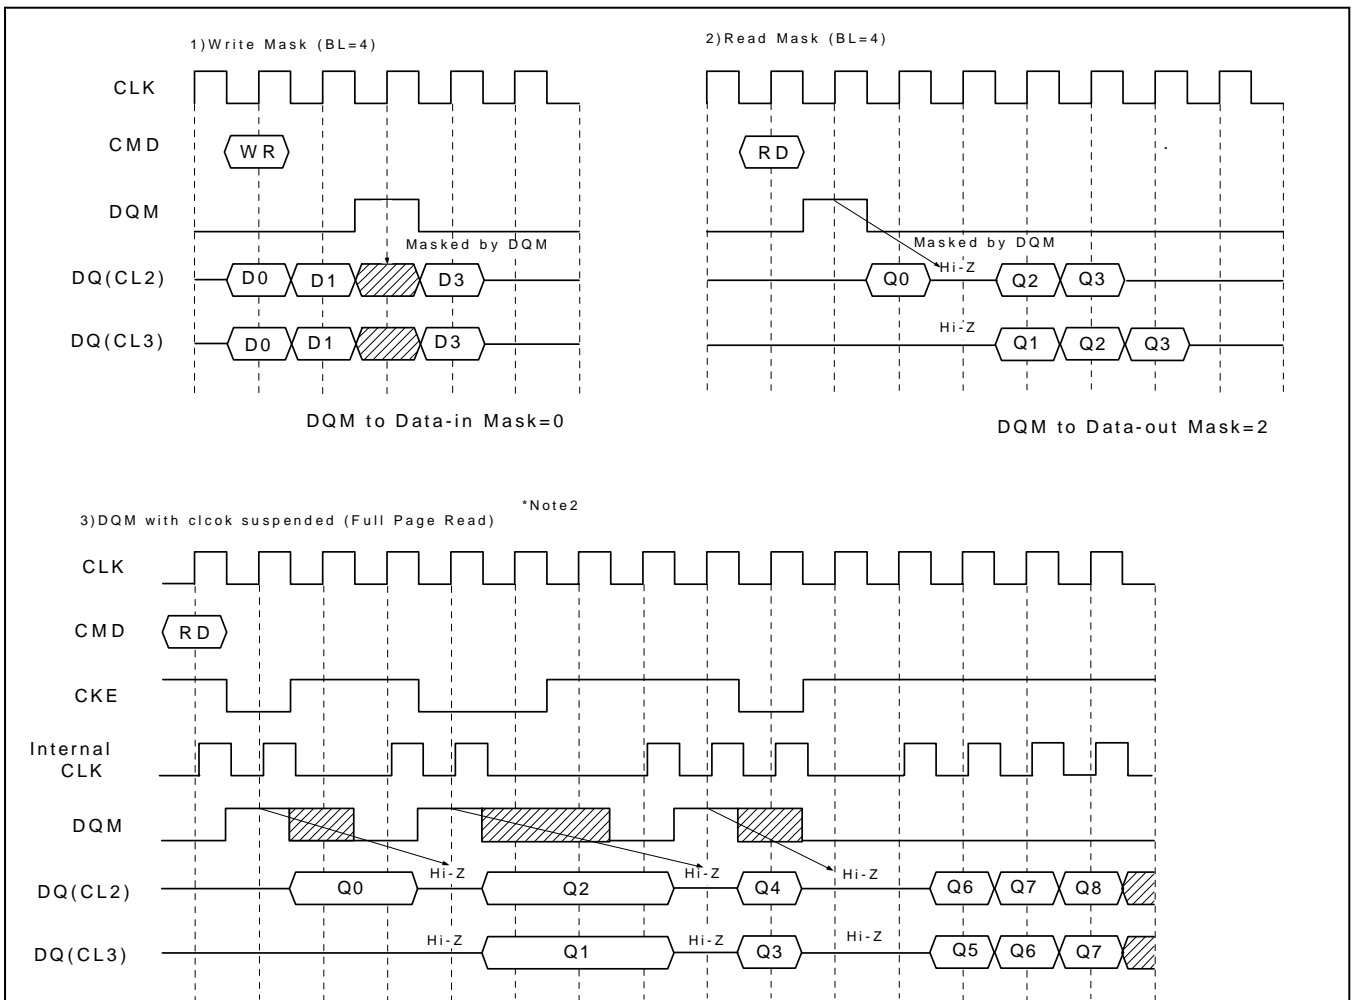 1)Write Mask (BL=4)
CLK
CMD WR
DQM
Masked by DQM
DQ(CL2) D0 D1 D3
DQ(CL3) D0 D1 D3
DQM to Data-in Mask=0
2)Read Mask (BL=4)
RD
Masked by DQM
Hi-Z
Q0 Q2 Q3
Hi-Z
Q1 Q2 Q3
DQM to Data-out Mask=2
*Note2
3)DQM with clcok suspended (Full Page Read)
CLK
CMD RD
CKE
Internal
CLK
DQM
Hi-Z Hi-Z Hi-Z
DQ(CL2) Q0 Q2 Q4 Q6 Q7 Q8
Hi-Z Hi-Z Hi-Z
DQ(CL3) Q1 Q3 Q5 Q6 Q7